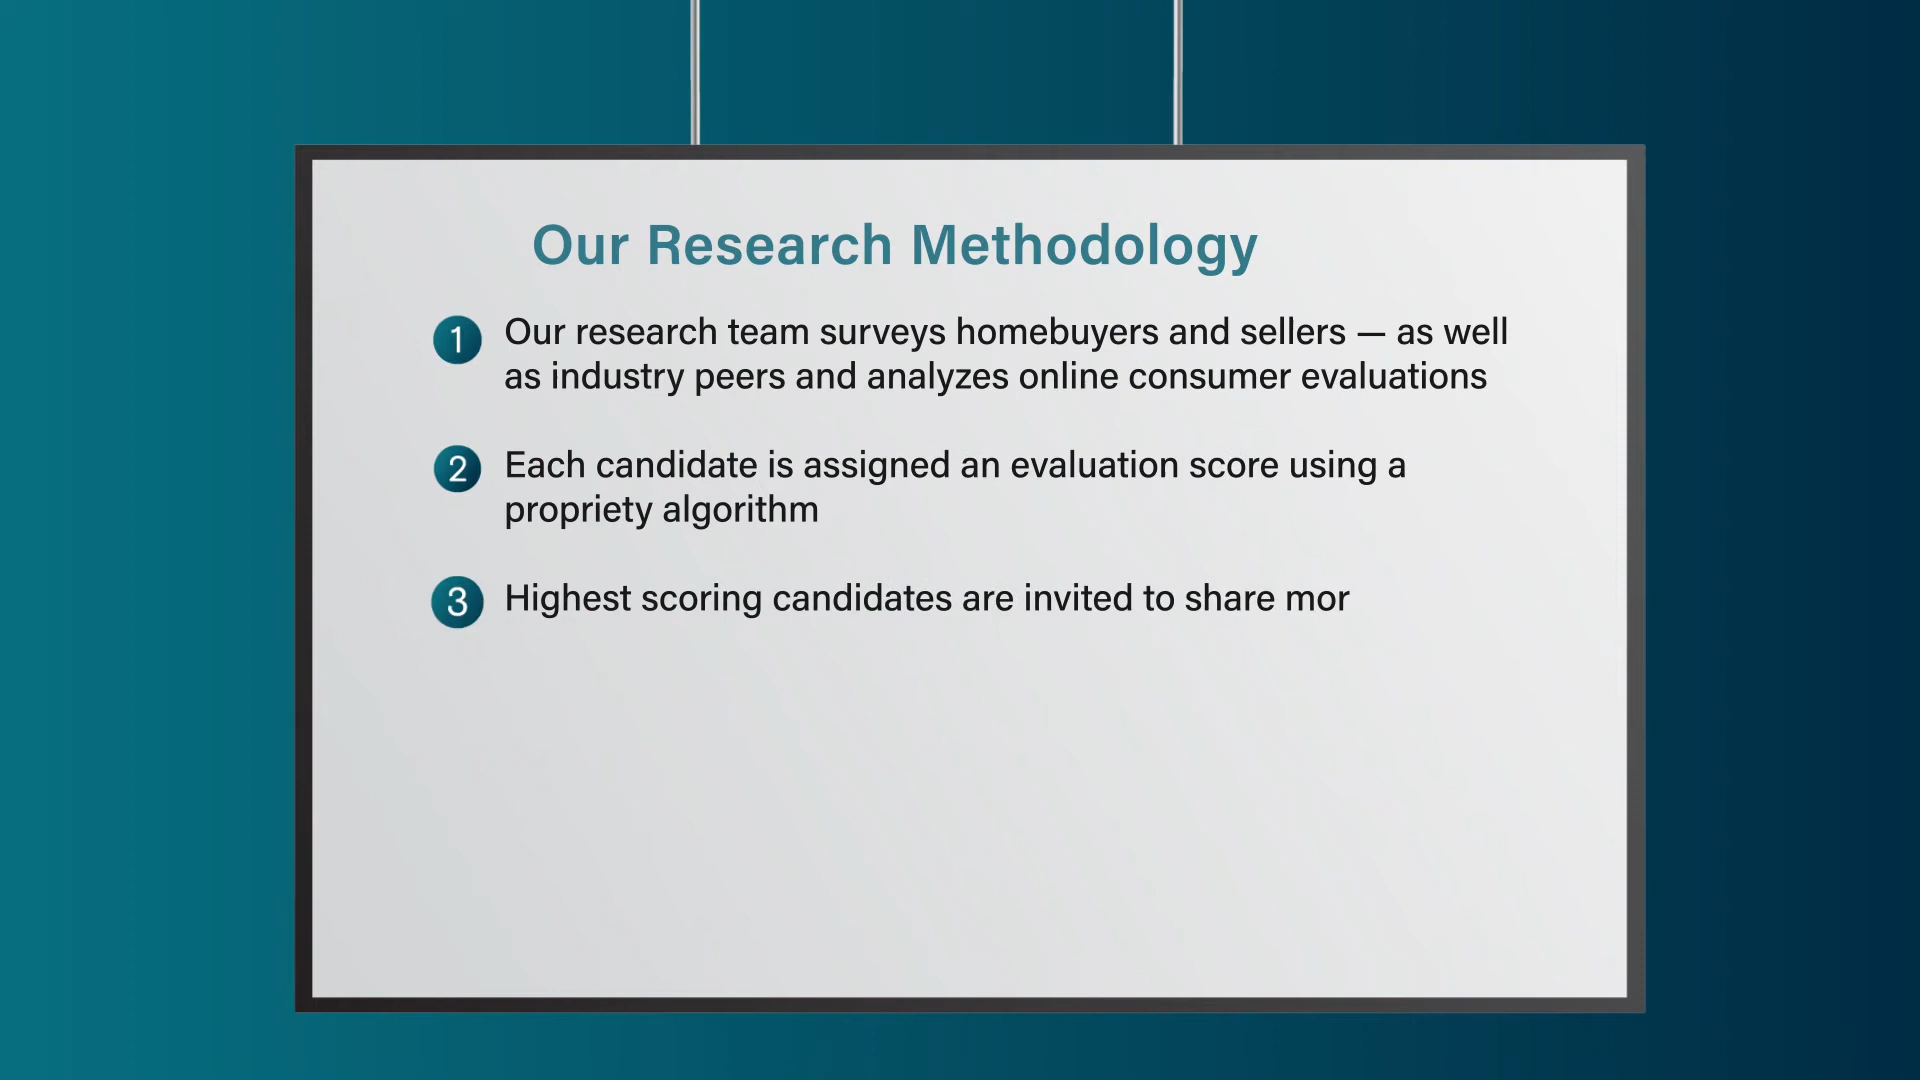 Our Research Methodology
1 Our research team surveys homebuyers and sellers — as well
as industry peers and analyzes online consumer evaluations
2 Each candidate is assigned an evaluation score using a
propriety algorithm
3 Highest scoring candidates are invited to share mor